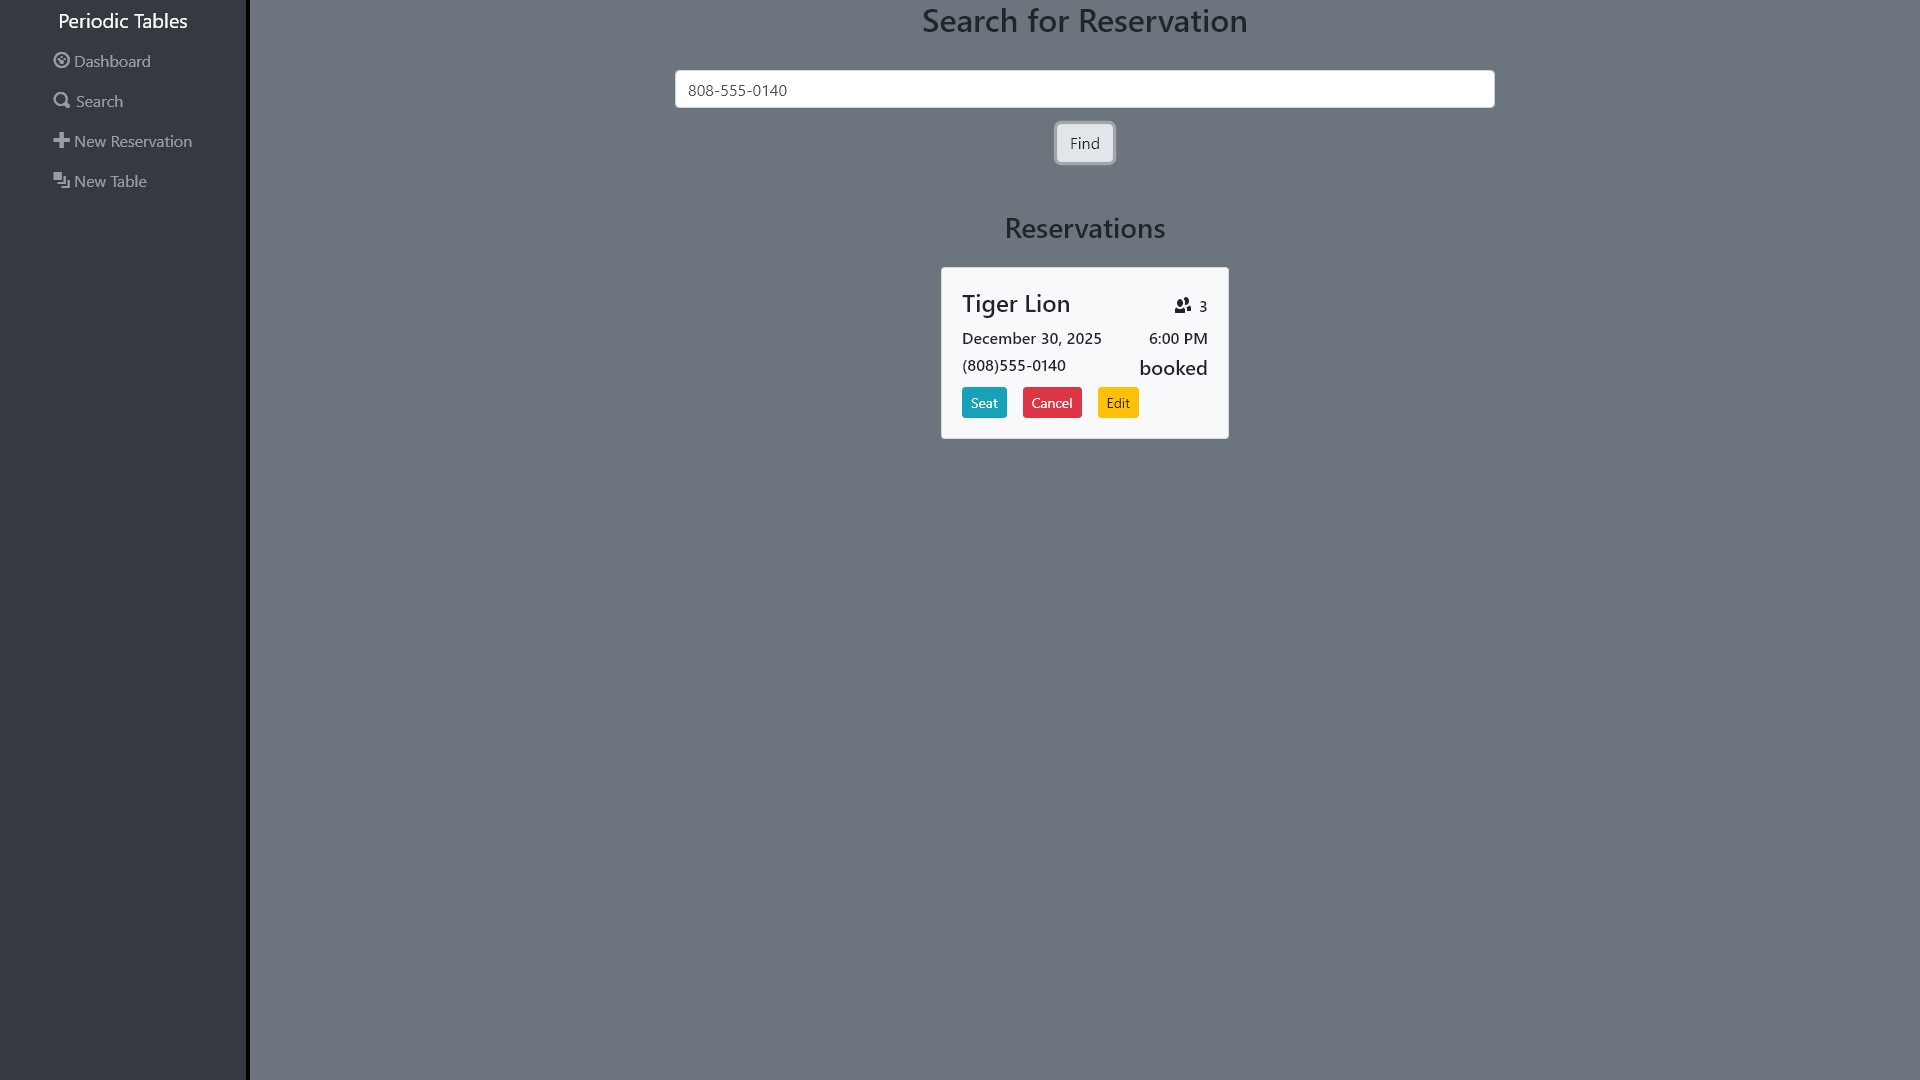 Periodic Tables
Dashboard
Search
New Reservation
New Table
Search for Reservation
808-555-0140
Find
Reservations
Tiger Lion 3
December 30, 2025 6:00 PM
(808)555-0140 booked
Seat Cancel Edit